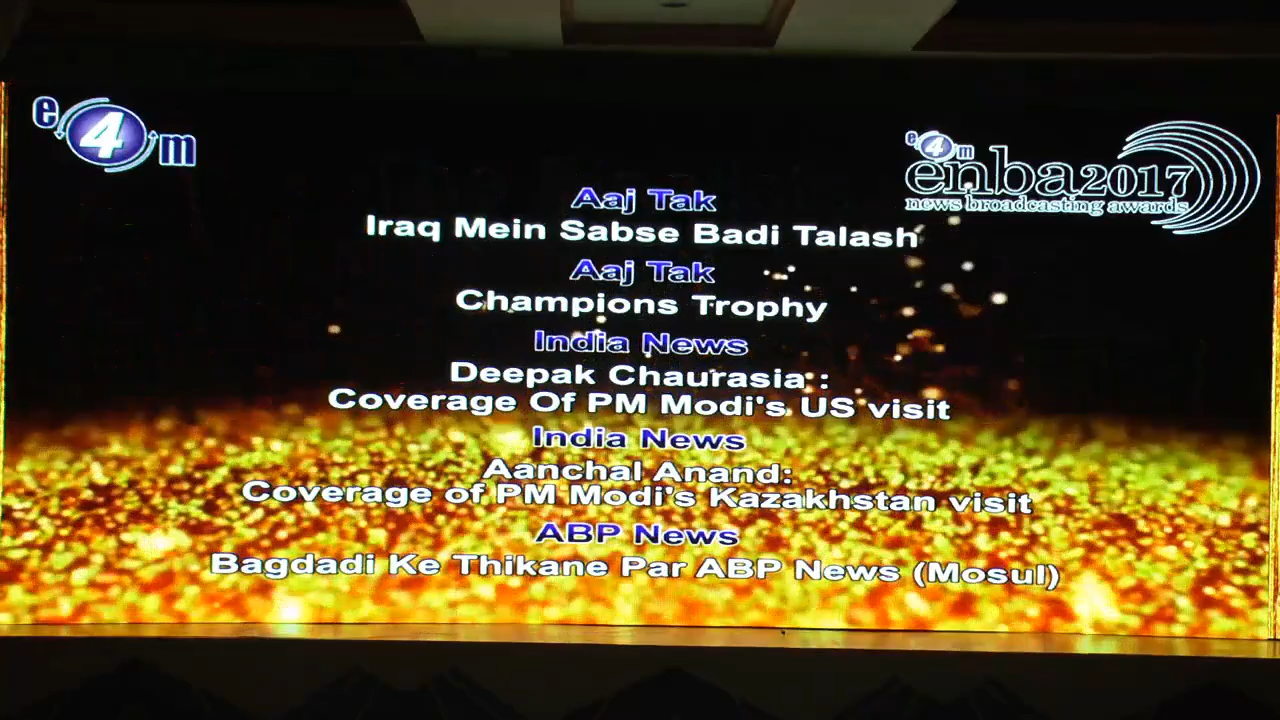 e4m
e4m
enba2017
news broadcasting awards
Aaj Tak
Iraq Mein Sabse Badi Talash
Aaj Tak
Champions Trophy
India News
Deepak Chaurasia :
Coverage Of PM Modi's US visit
India News
Aanchal Anand:
Coverage of PM Modi's Kazakhstan visit
ABP News
Bagdadi Ke Thikane Par ABP News (Mosul)